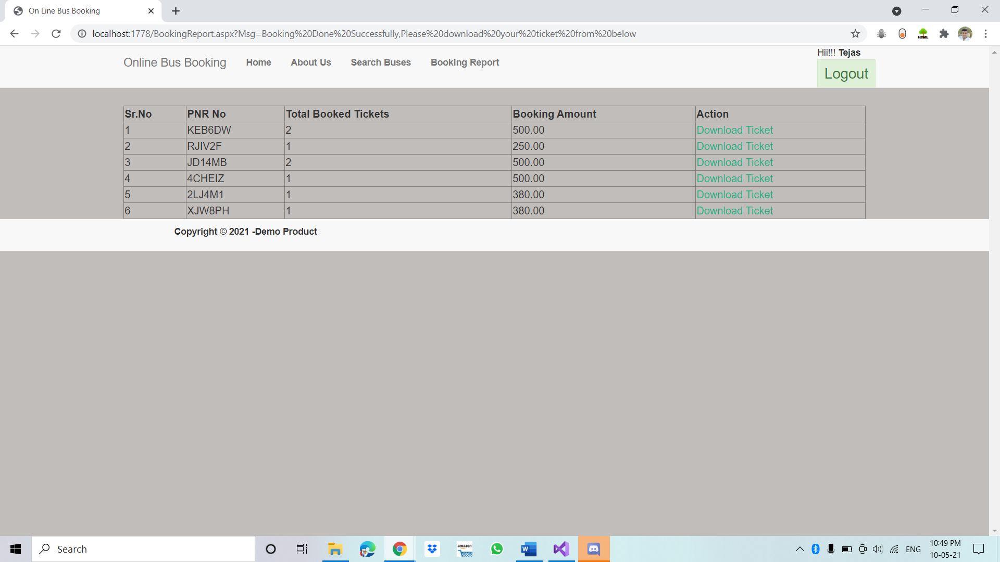 On Line Bus Booking
localhost:1778/BookingReport.aspx?Msg=Booking%20Done%20Successfully,Please%20download%20your%20ticket%20from%20below
HTML
Hii!!! Tejas
Online Bus Booking Home About Us Search Buses Booking Report
Logout
Sr.No PNR No Total Booked Tickets Booking Amount Action
1 KEB6DW 2 500.00 Download Ticket
2 RJIV2F 1 250.00 Download Ticket
3 JD14MB 2 500.00 Download Ticket
4 4CHEIZ 1 500.00 Download Ticket
5 2LJ4M1 1 380.00 Download Ticket
6 XJW8PH 1 380.00 Download Ticket
Copyright © 2021 -Demo Product
Search
amazon
W
ENG
10:49 PM
10-05-21